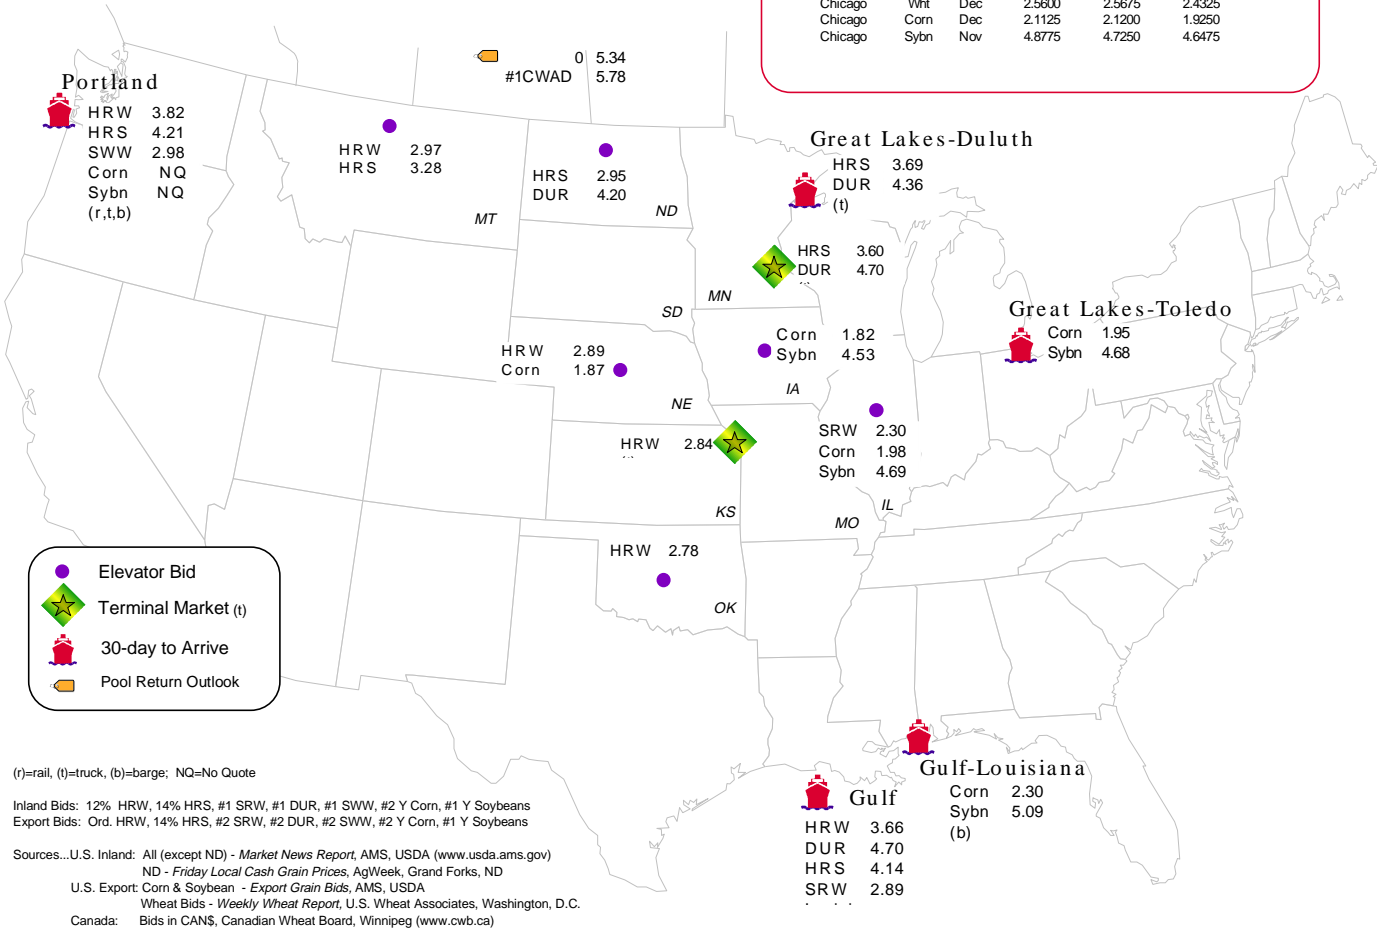 Chicago Wht Dec 2.5600 2.5675 2.4325
Chicago Corn Dec 2.1125 2.1200 1.9250
Chicago Sybn Nov 4.8775 4.7250 4.6475
0 5.34
#1CWAD 5.78
Portland
HRW 3.82
HRS 4.21
SWW 2.98
Corn NQ
Sybn NQ
(r,t,b)
HRW 2.97
HRS 3.28
MT
HRS 2.95
DUR 4.20
ND
Great Lakes-Duluth
HRS 3.69
DUR 4.36
(t)
HRS 3.60
DUR 4.70
MN
SD
Great Lakes-Toledo
Corn 1.95
Sybn 4.68
Corn 1.82
Sybn 4.53
IA
HRW 2.89
Corn 1.87
NE
HRW 2.84
KS
SRW 2.30
Corn 1.98
Sybn 4.69
IL
MO
HRW 2.78
OK
Elevator Bid
Terminal Market (t)
30-day to Arrive
Pool Return Outlook
Gulf-Louisiana
Corn 2.30
Sybn 5.09
(b)
Gulf
HRW 3.66
DUR 4.70
HRS 4.14
SRW 2.89
(r)=rail, (t)=truck, (b)=barge; NQ=No Quote
Inland Bids: 12% HRW, 14% HRS, #1 SRW, #1 DUR, #1 SWW, #2 Y Corn, #1 Y Soybeans
Export Bids: Ord. HRW, 14% HRS, #2 SRW, #2 DUR, #2 SWW, #2 Y Corn, #1 Y Soybeans
Sources...U.S. Inland: All (except ND) - Market News Report, AMS, USDA (www.usda.ams.gov)
ND - Friday Local Cash Grain Prices, AgWeek, Grand Forks, ND
U.S. Export: Corn & Soybean - Export Grain Bids, AMS, USDA
Wheat Bids - Weekly Wheat Report, U.S. Wheat Associates, Washington, D.C.
Canada: Bids in CAN$, Canadian Wheat Board, Winnipeg (www.cwb.ca)